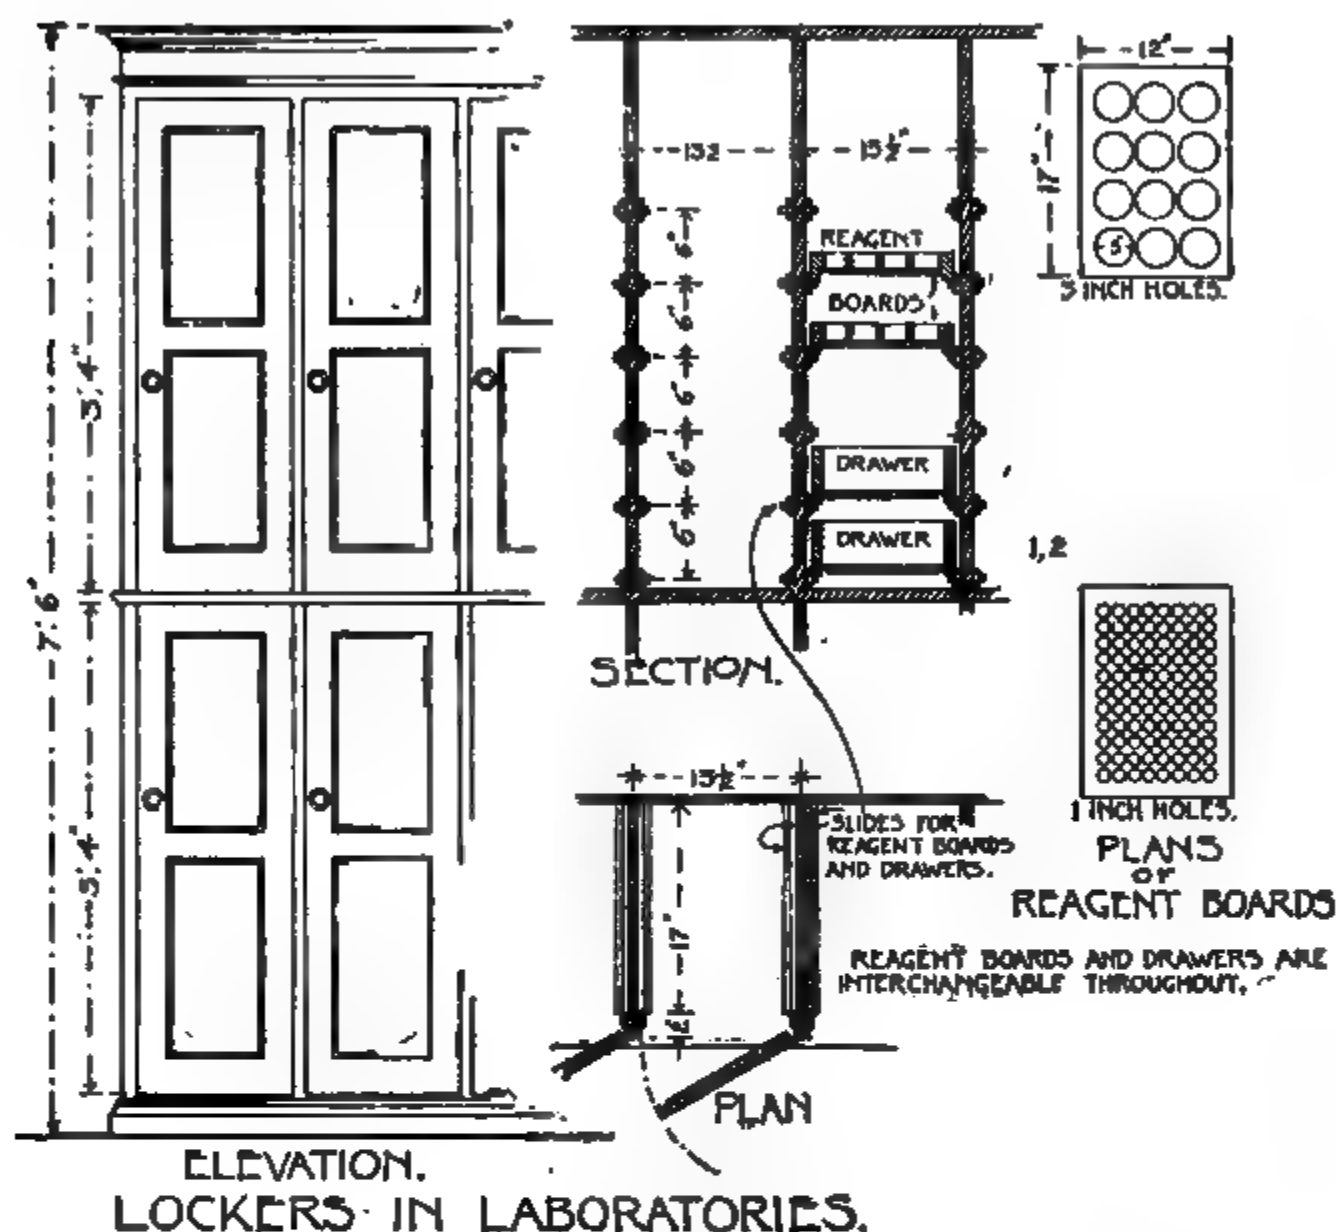 7'.6"
3'.4"
3'.4"
ELEVATION.
13½
13½"
6"
6"
6"
6"
6"
REAGENT
BOARDS
DRAWER
DRAWER
SECTION.
12"
17"
3
3 INCH HOLES.
1,2
1 INCH HOLES.
PLANS
OF
REAGENT BOARDS
REAGENT BOARDS AND DRAWERS ARE
INTERCHANGEABLE THROUGHOUT.
13½"
SLIDES FOR
REAGENT BOARDS
AND DRAWERS.
17"
PLAN
LOCKERS IN LABORATORIES.